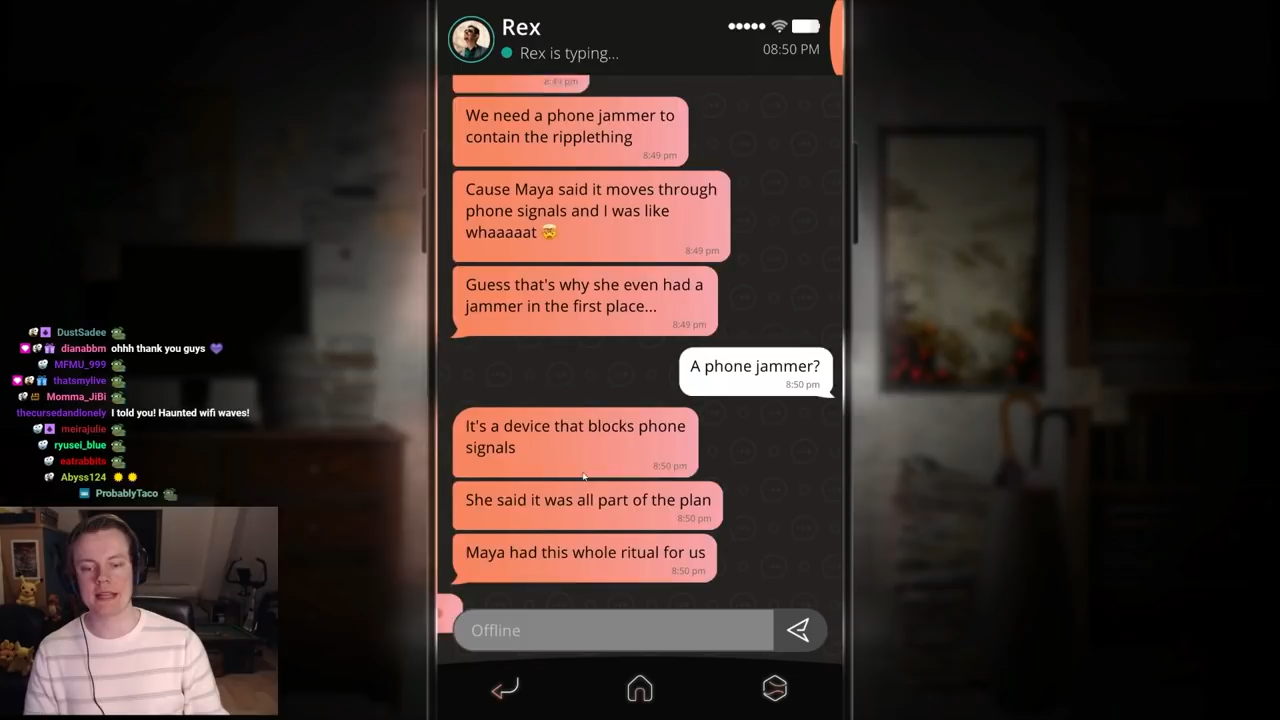 Rex
Rex is typing...
08:50 PM
8:49 pm
We need a phone jammer to
contain the ripplething
8:49 pm
Cause Maya said it moves through
phone signals and I was like
whaaaaat 🤯
8:49 pm
Guess that's why she even had a
jammer in the first place...
8:49 pm
A phone jammer?
8:50 pm
It's a device that blocks phone
signals
8:50 pm
She said it was all part of the plan
8:50 pm
Maya had this whole ritual for us
8:50 pm
Offline
DustSadee
dianabbm ohhh thank you guys 💜
MFMU_999
thatsmylive
Momma_JiBi
thecursedandlonely I told you! Haunted wifi waves!
meirajulie
ryusei_blue
eatrabbits
Abyss124
ProbablyTaco